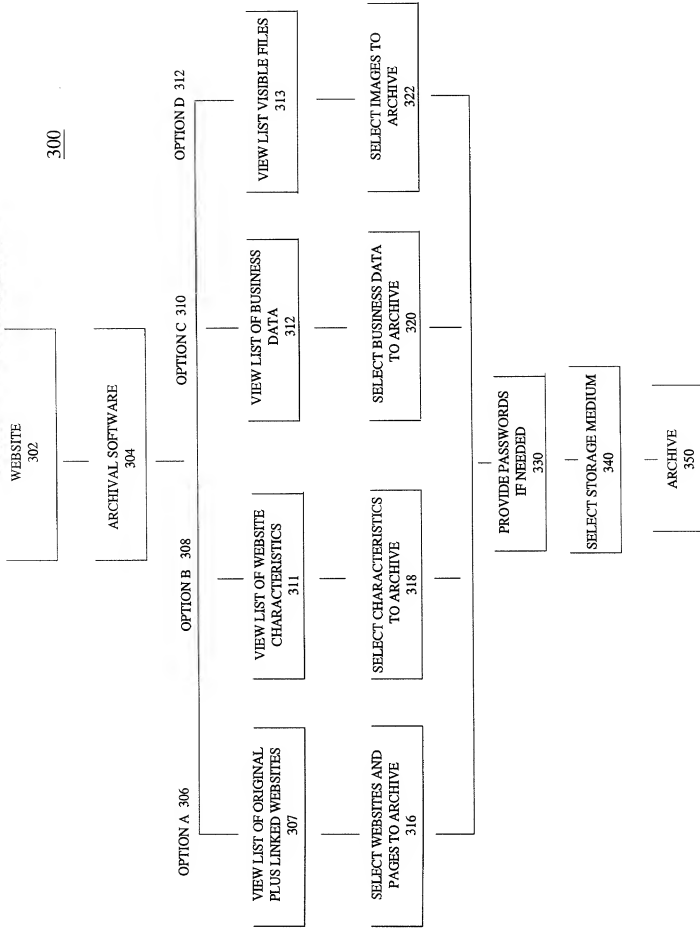 300
WEBSITE
302
ARCHIVAL SOFTWARE
304
OPTION A 306
OPTION B 308
OPTION C 310
OPTION D 312
VIEW LIST OF ORIGINAL
PLUS LINKED WEBSITES
307
VIEW LIST OF WEBSITE
CHARACTERISTICS
311
VIEW LIST OF BUSINESS
DATA
312
VIEW LIST VISIBLE FILES
313
SELECT WEBSITES AND
PAGES TO ARCHIVE
316
SELECT CHARACTERISTICS
TO ARCHIVE
318
SELECT BUSINESS DATA
TO ARCHIVE
320
SELECT IMAGES TO
ARCHIVE
322
PROVIDE PASSWORDS
IF NEEDED
330
SELECT STORAGE MEDIUM
340
ARCHIVE
350